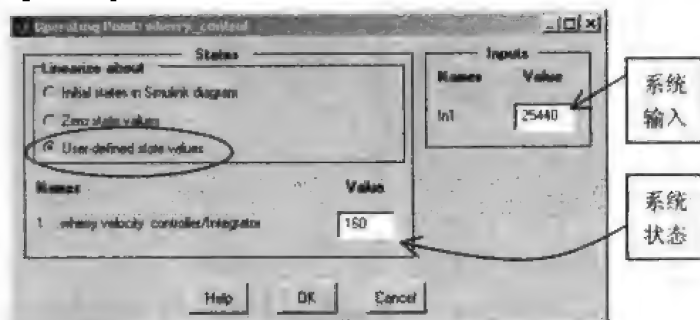 Operating Point: wherry_control
States
Linearize about
Initial states in Simulink diagram
Zero state values
User-defined state values
Names Value
1 wherry velocity controller/Integrator 160
Inputs
Names Value
In1 25440
Help OK Cancel
系统
输入
系统
状态